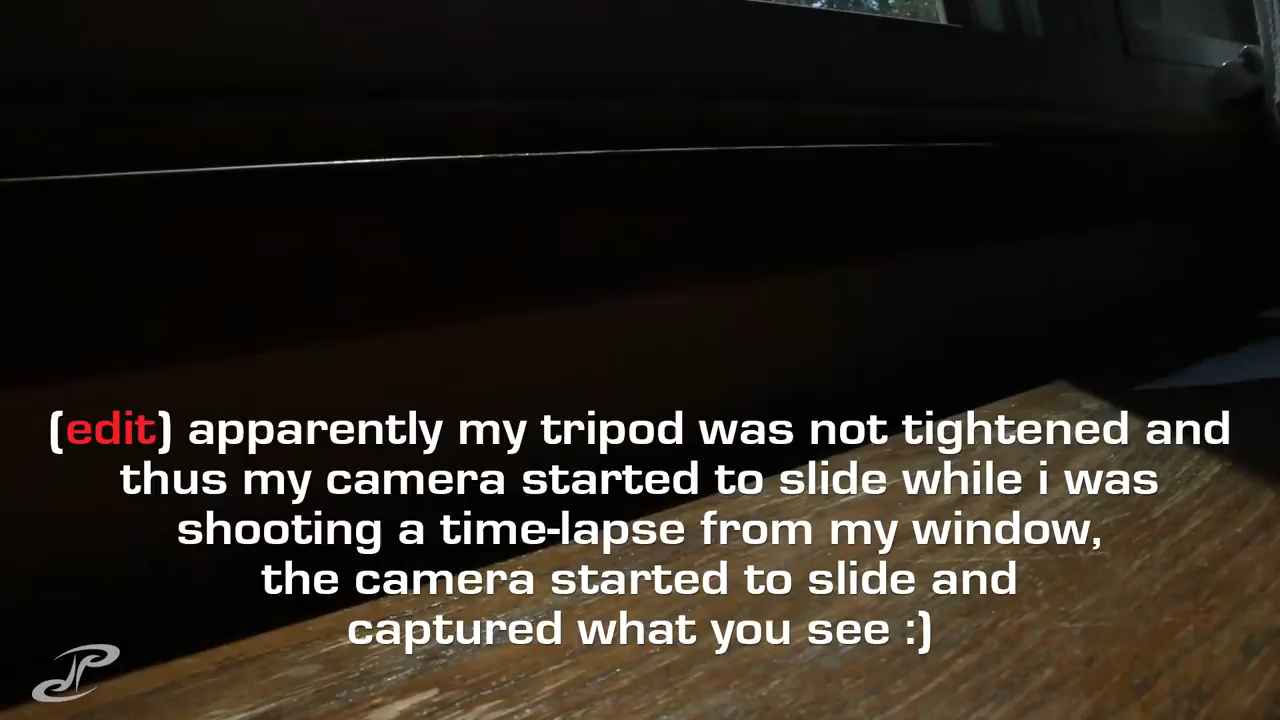 (edit) apparently my tripod was not tightened and
thus my camera started to slide while i was
shooting a time-lapse from my window,
the camera started to slide and
captured what you see :)